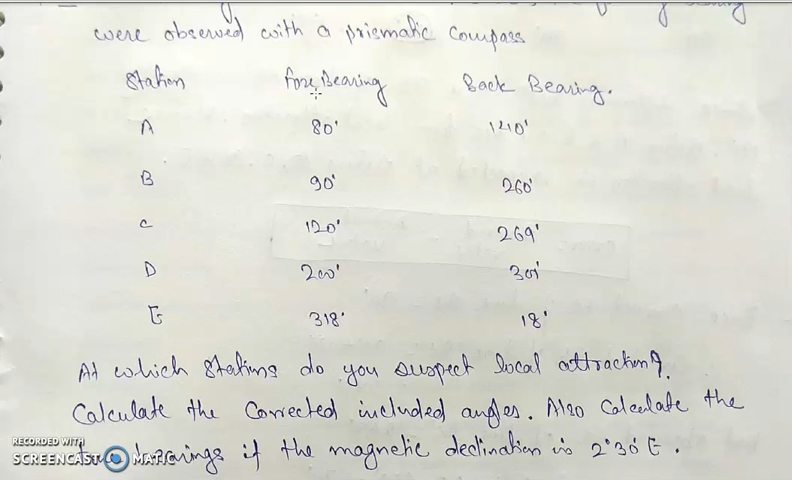 were observed with a prismatic compass
Station Fore Bearing Back Bearing.
A 80° 140°
B 90° 260°
C 120° 269°
D 200° 301°
E 318° 18°
At which stations do you suspect local attraction?
Calculate the corrected included angles. Also Calculate the
bearings if the magnetic declination is 2°30' E.
RECORDED WITH
SCREENCAST MATIC